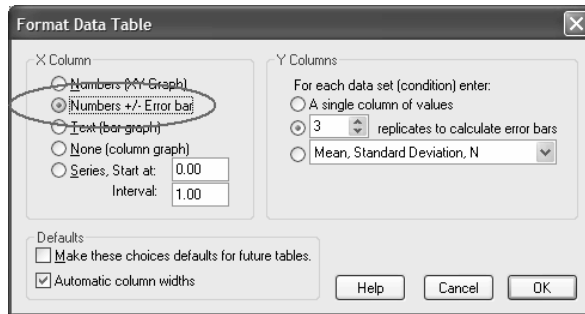 Format Data Table
X Column
Numbers (XY Graph)
Numbers +/- Error bar
Text (bar graph)
None (column graph)
Series, Start at: 0.00
Interval: 1.00
Y Columns
For each data set (condition) enter:
A single column of values
3 replicates to calculate error bars
Mean, Standard Deviation, N
Defaults
Make these choices defaults for future tables.
Automatic column widths
Help Cancel OK